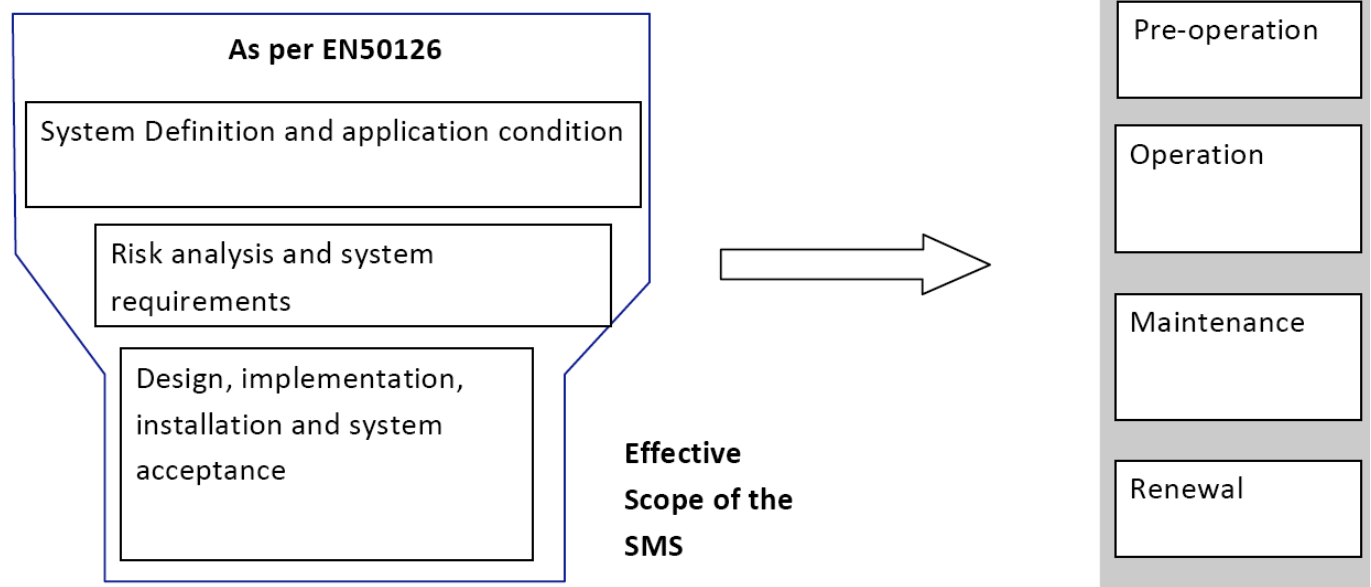 As per EN50126
System Definition and application condition
Risk analysis and system
requirements
Design, implementation,
installation and system
acceptance
Effective
Scope of the
SMS
Pre-operation
Operation
Maintenance
Renewal